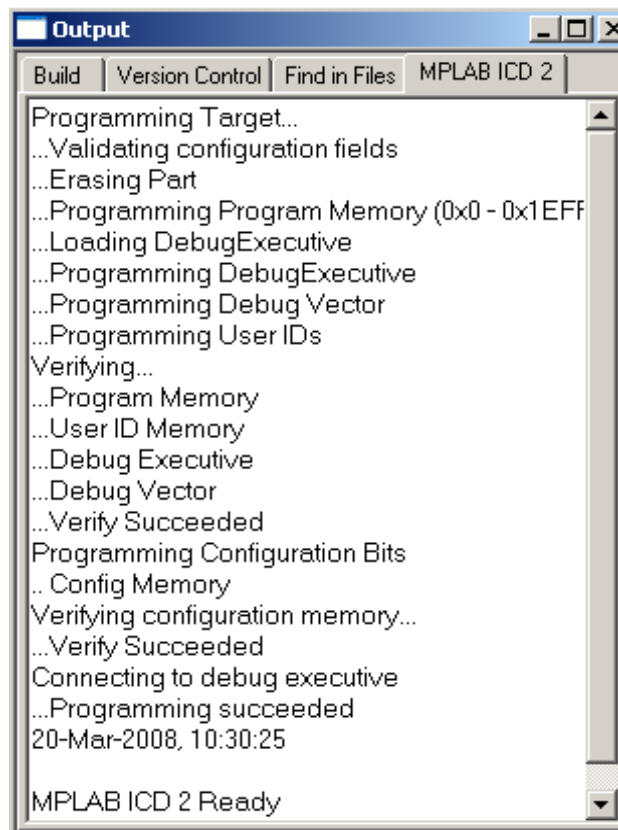 Output
Build Version Control Find in Files MPLAB ICD 2
Programming Target...
...Validating configuration fields
...Erasing Part
...Programming Program Memory (0x0 - 0x1EFF
...Loading DebugExecutive
...Programming DebugExecutive
...Programming Debug Vector
...Programming User IDs
Verifying...
...Program Memory
...User ID Memory
...Debug Executive
...Debug Vector
...Verify Succeeded
Programming Configuration Bits
.. Config Memory
Verifying configuration memory...
...Verify Succeeded
Connecting to debug executive
...Programming succeeded
20-Mar-2008, 10:30:25
MPLAB ICD 2 Ready